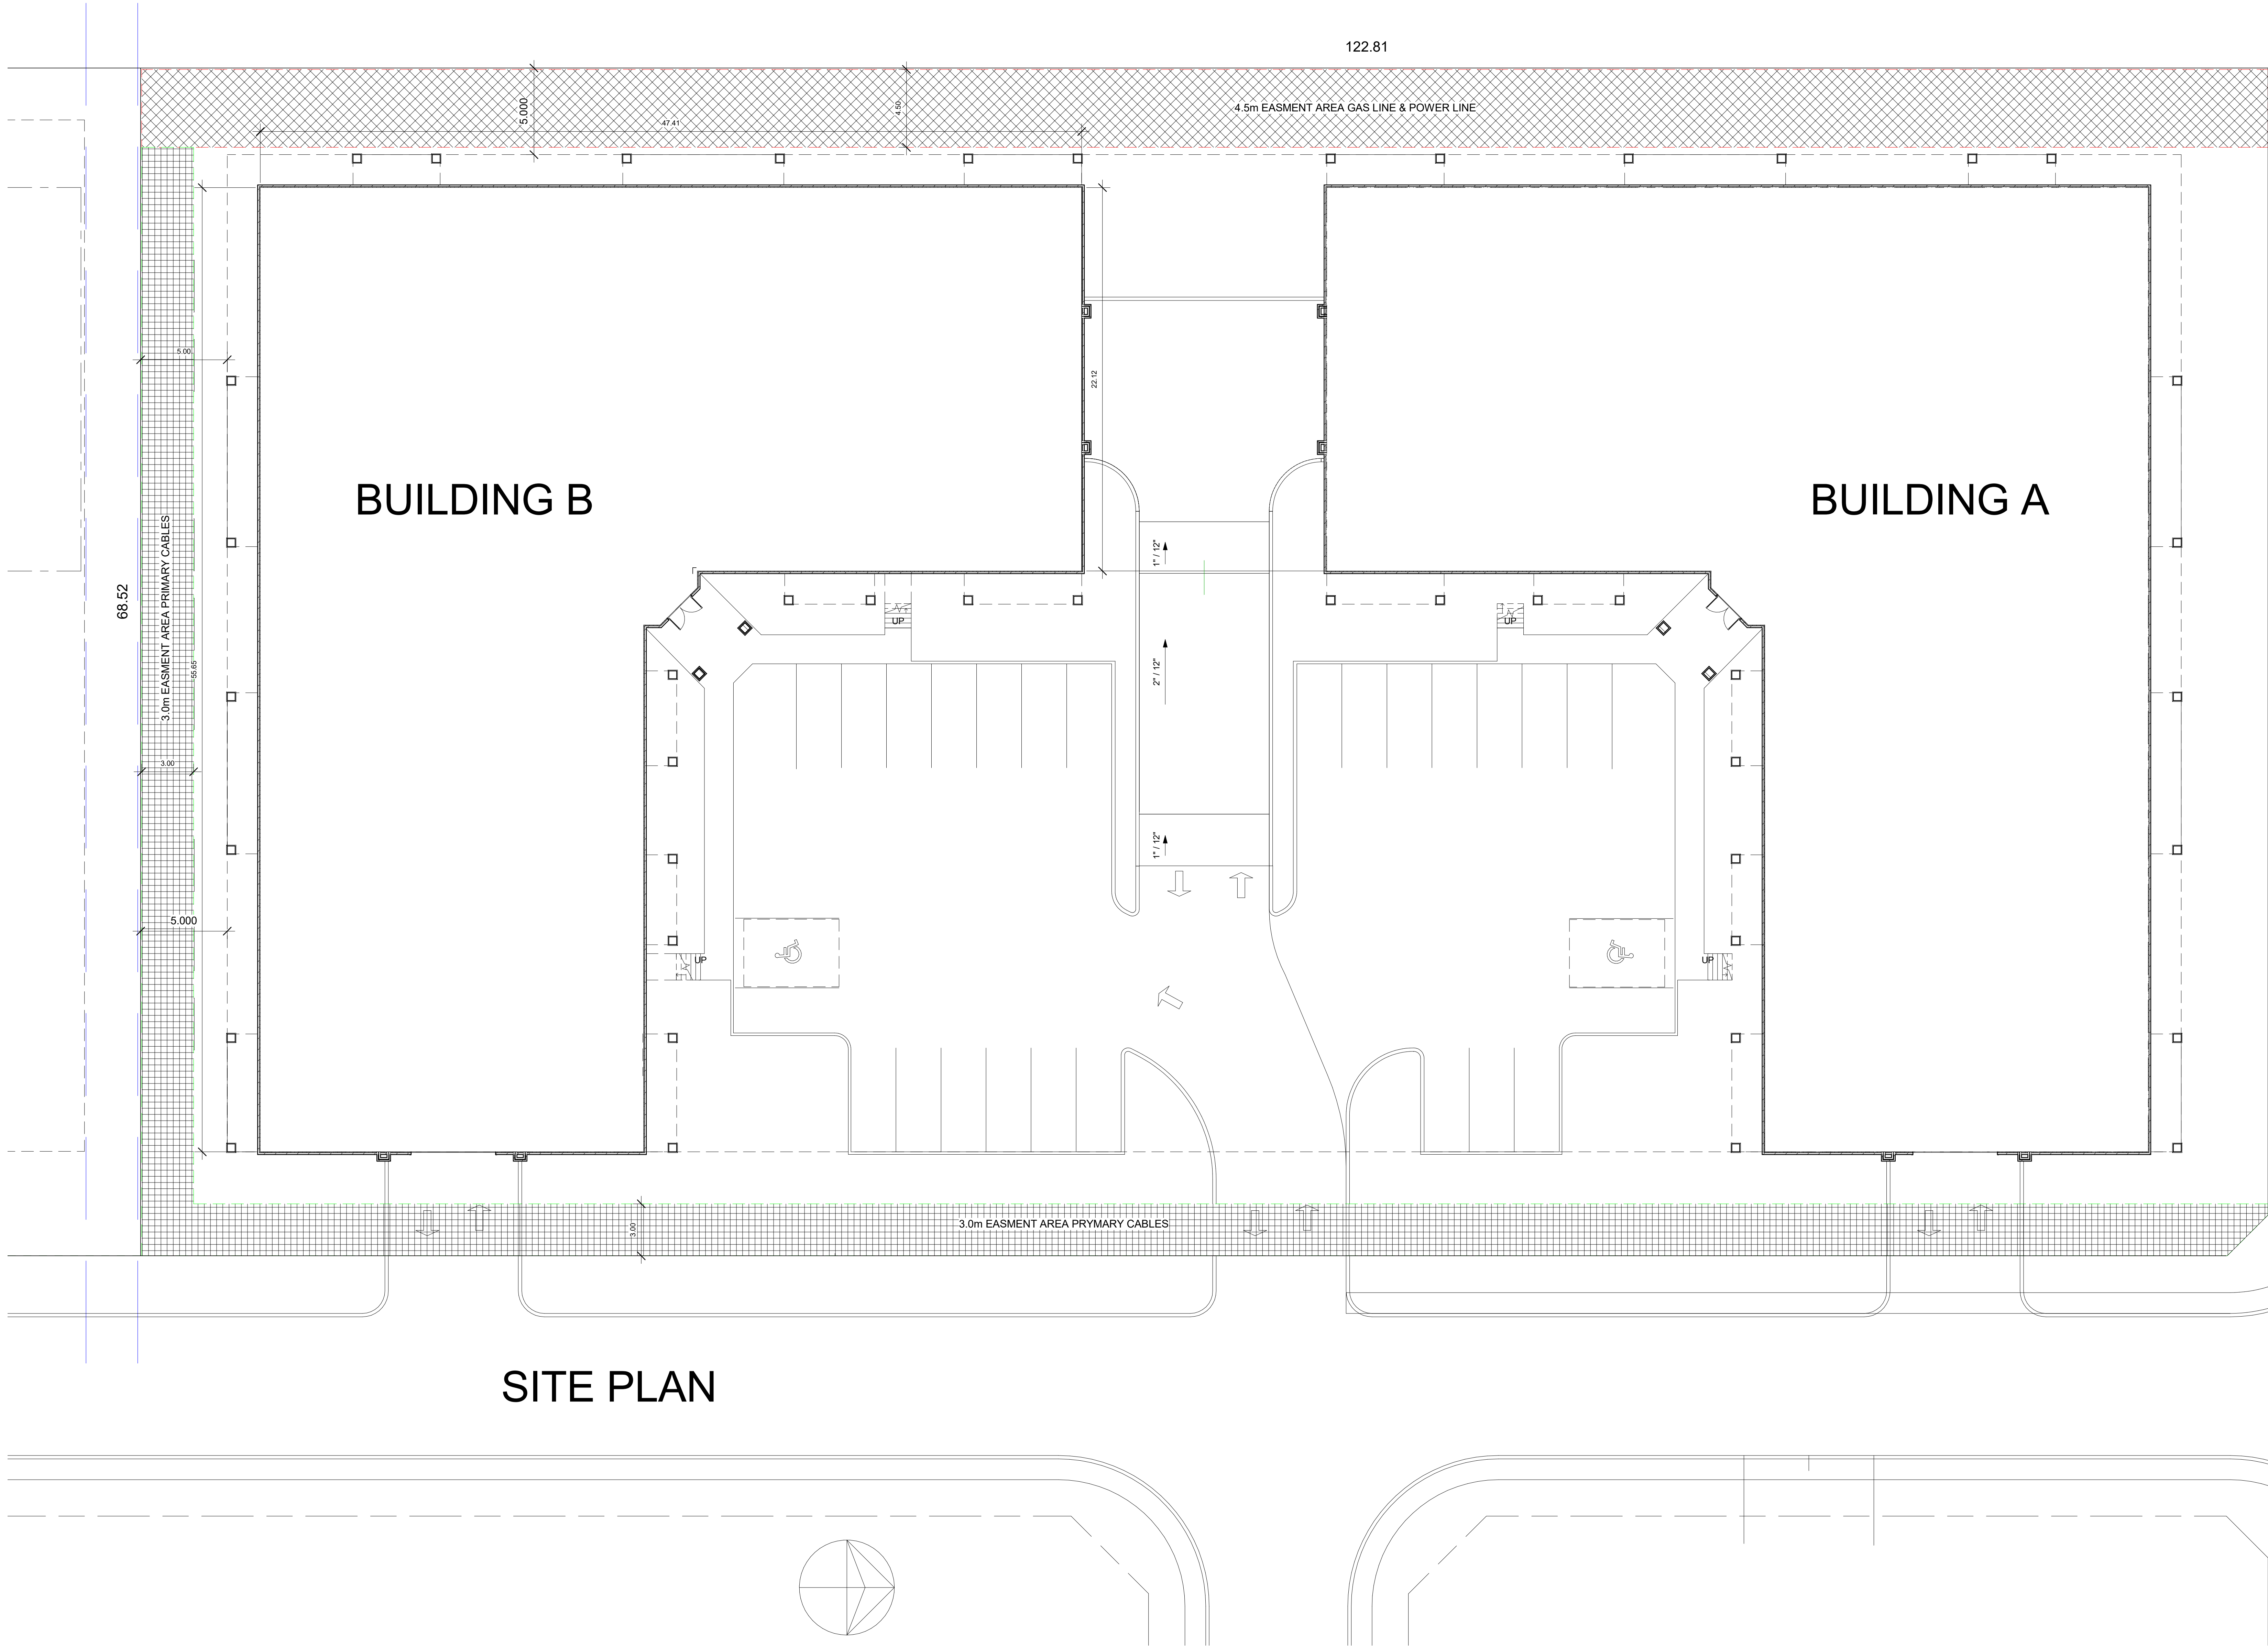 122.81
4.5m EASMENT AREA GAS LINE & POWER LINE
5.000
4.50
47.41
5.00
22.12
BUILDING B
BUILDING A
3.0m EASMENT AREA PRIMARY CABLES
68.52
55.65
1" / 12"
UP
UP
2" / 12"
3.00
1" / 12"
5.000
UP
UP
3.00
3.0m EASMENT AREA PRYMARY CABLES
SITE PLAN